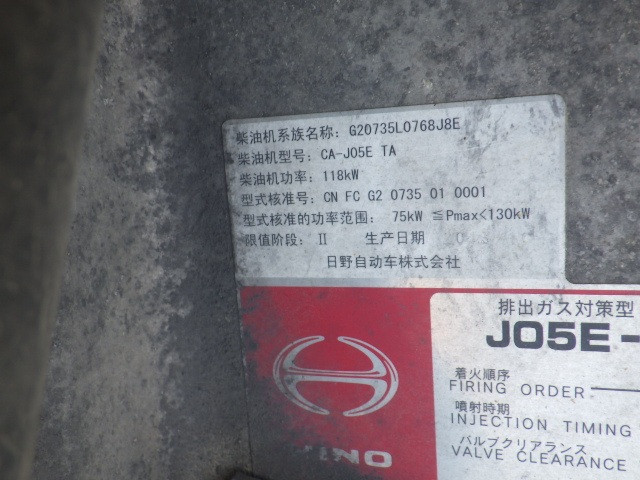 柴油机系族名称: G20735L0768J8E
柴油机型号: CA-J05E TA
柴油机功率: 118kW
型式核准号: CN FC G2 0735 01 0001
型式核准的功率范围: 75kW ≦Pmax<130kW
限值阶段: Ⅱ 生产日期
日野自动车株式会社
排出ガス対策型
J05E-
着火順序
FIRING ORDER
噴射時期
INJECTION TIMING
バルブクリアランス
VALVE CLEARANCE
HINO